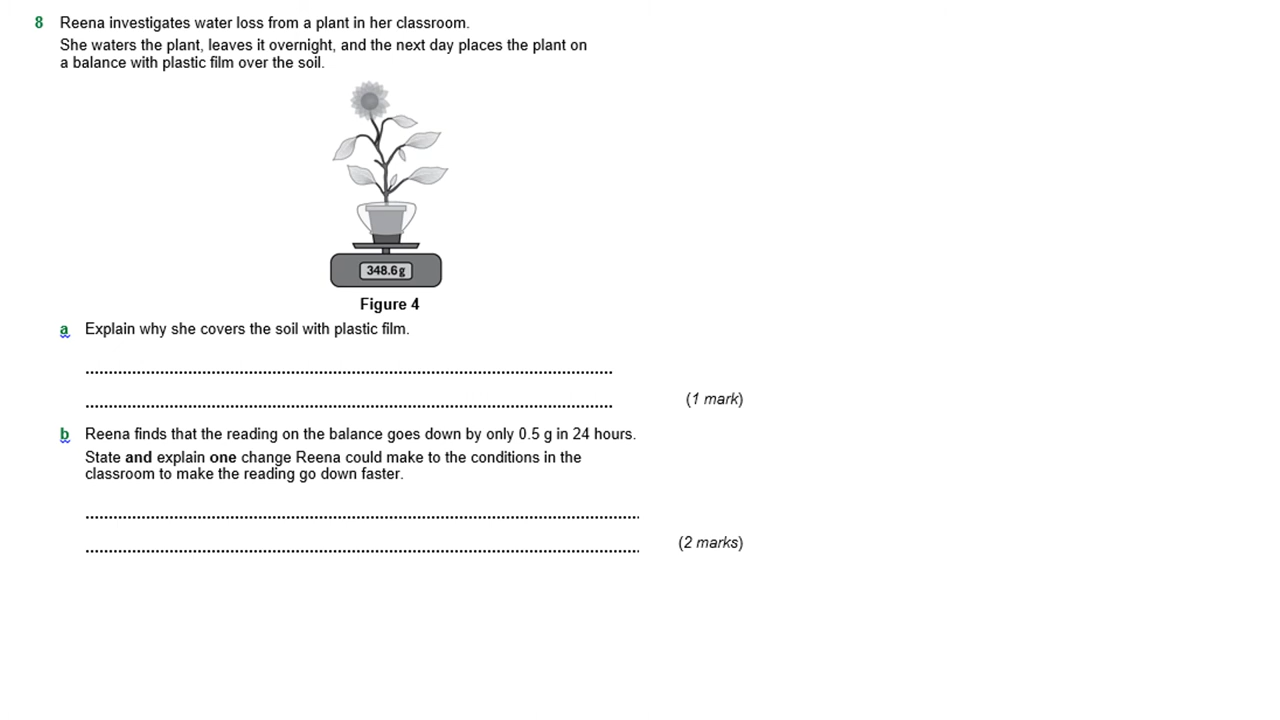 8 Reena investigates water loss from a plant in her classroom.
She waters the plant, leaves it overnight, and the next day places the plant on
a balance with plastic film over the soil.
348.6g
Figure 4
a Explain why she covers the soil with plastic film.
................................................................................
................................................................................ (1 mark)
b Reena finds that the reading on the balance goes down by only 0.5 g in 24 hours.
State and explain one change Reena could make to the conditions in the
classroom to make the reading go down faster.
................................................................................
................................................................................ (2 marks)